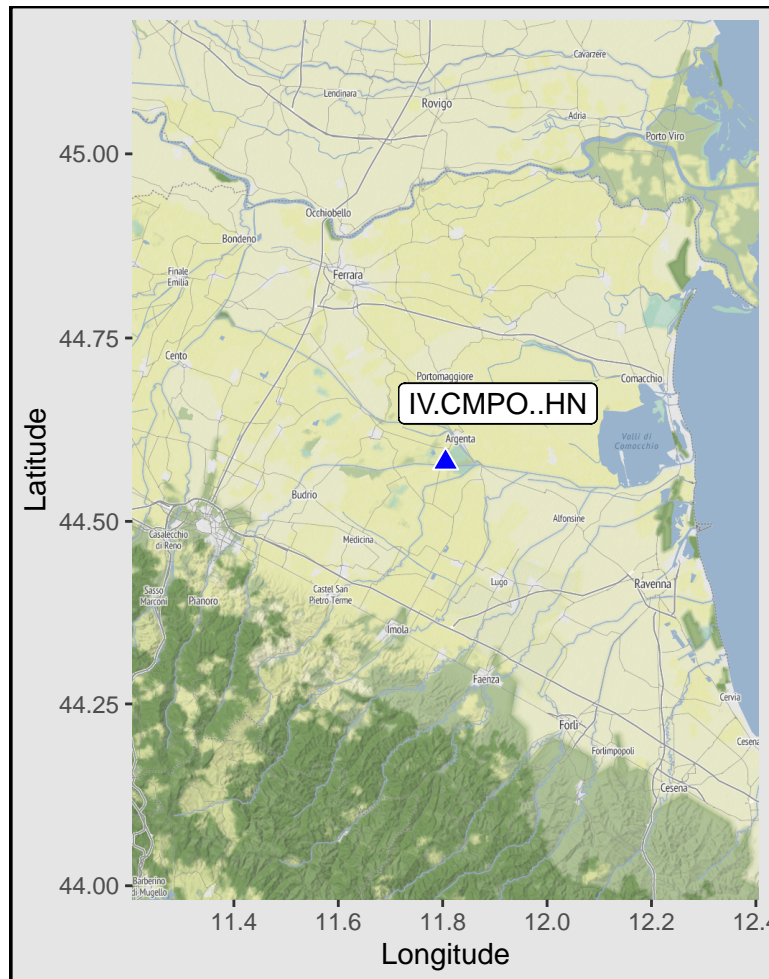 Cavarzere
Lendinara
Rovigo
Adria
Porto Viro
45.00
Occhiobello
Bondeno
Finale
Emilia
Ferrara
44.75
Cento
Portomaggiore
Comacchio
IV.CMPO..HN
Argenta
Valli di
Comacchio
Latitude
Budrio
44.50
Alfonsine
Casalecchio
di Reno
Medicina
Sasso
Marconi
Pianoro
Castel San
Pietro Terme
Lugo
Ravenna
Imola
Faenza
Cervia
44.25
Forlì
Forlimpopoli
Cesena
Cesena
44.00
Barberino
di Mugello
11.4
11.6
11.8
12.0
12.2
12.4
Longitude